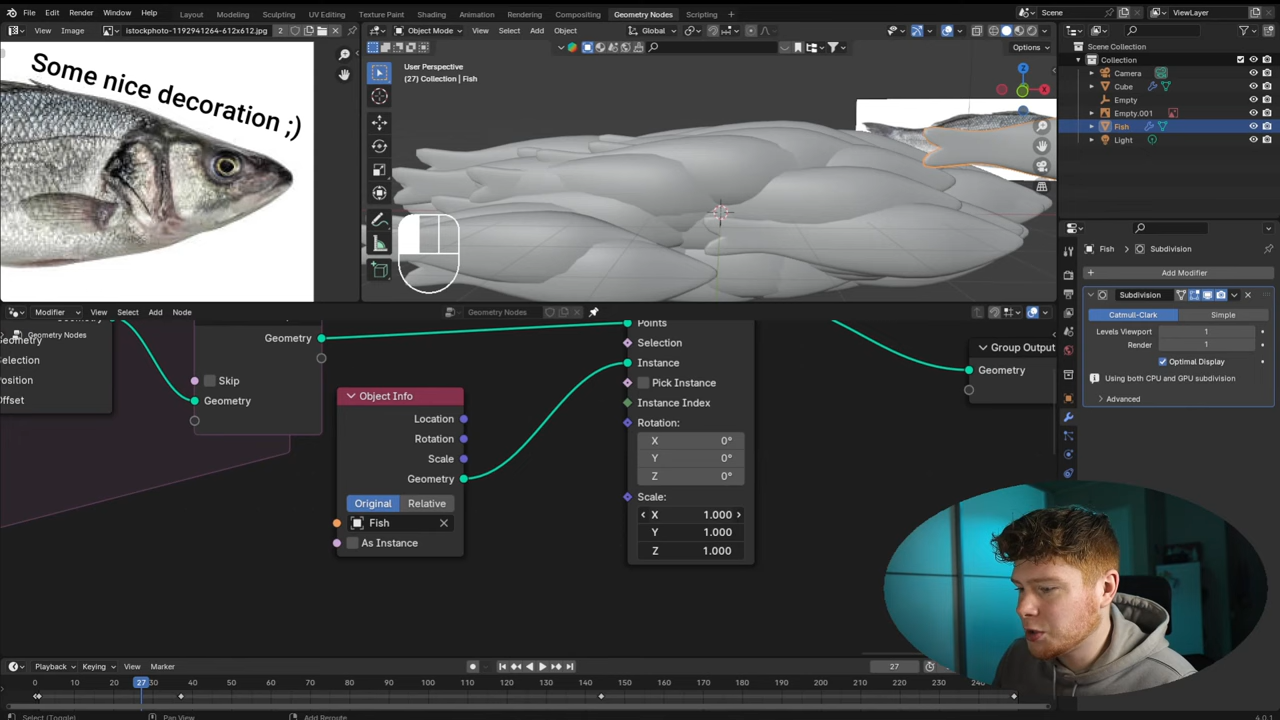 File Edit Render Window Help
Layout Modeling Sculpting UV Editing Texture Paint Shading Animation Rendering Compositing Geometry Nodes Scripting
Scene
ViewLayer
View Image
istockphoto-1192941264-612x612.jpg
2
Object Mode View Select Add Object
Global
Options
Some nice decoration ;)
User Perspective
(27) Collection | Fish
Z
X
Scene Collection
Collection
Camera
Cube
Empty
Empty.001
Fish
Light
Fish
Subdivision
Add Modifier
Subdivision
Catmull-Clark Simple
Levels Viewport 1
Render 1
Optimal Display
Using both CPU and GPU subdivision
Advanced
Modifier View Select Add Node
Geometry Nodes
Geometry Nodes
Geometry
Selection
Position
Offset
Geometry
Skip
Geometry
Object Info
Location
Rotation
Scale
Geometry
Original Relative
Fish
As Instance
Points
Selection
Instance
Pick Instance
Instance Index
Rotation:
X 0°
Y 0°
Z 0°
Scale:
X 1.000
Y 1.000
Z 1.000
Group Output
Geometry
Playback Keying View Marker
27
0 10 20 27 30 40 50 60 70 80 90 100 110 120 130 140 150 160 170 180 190 200 210 220 230 240
Select (Toggle) Pan View Add Reroute
4.0.1